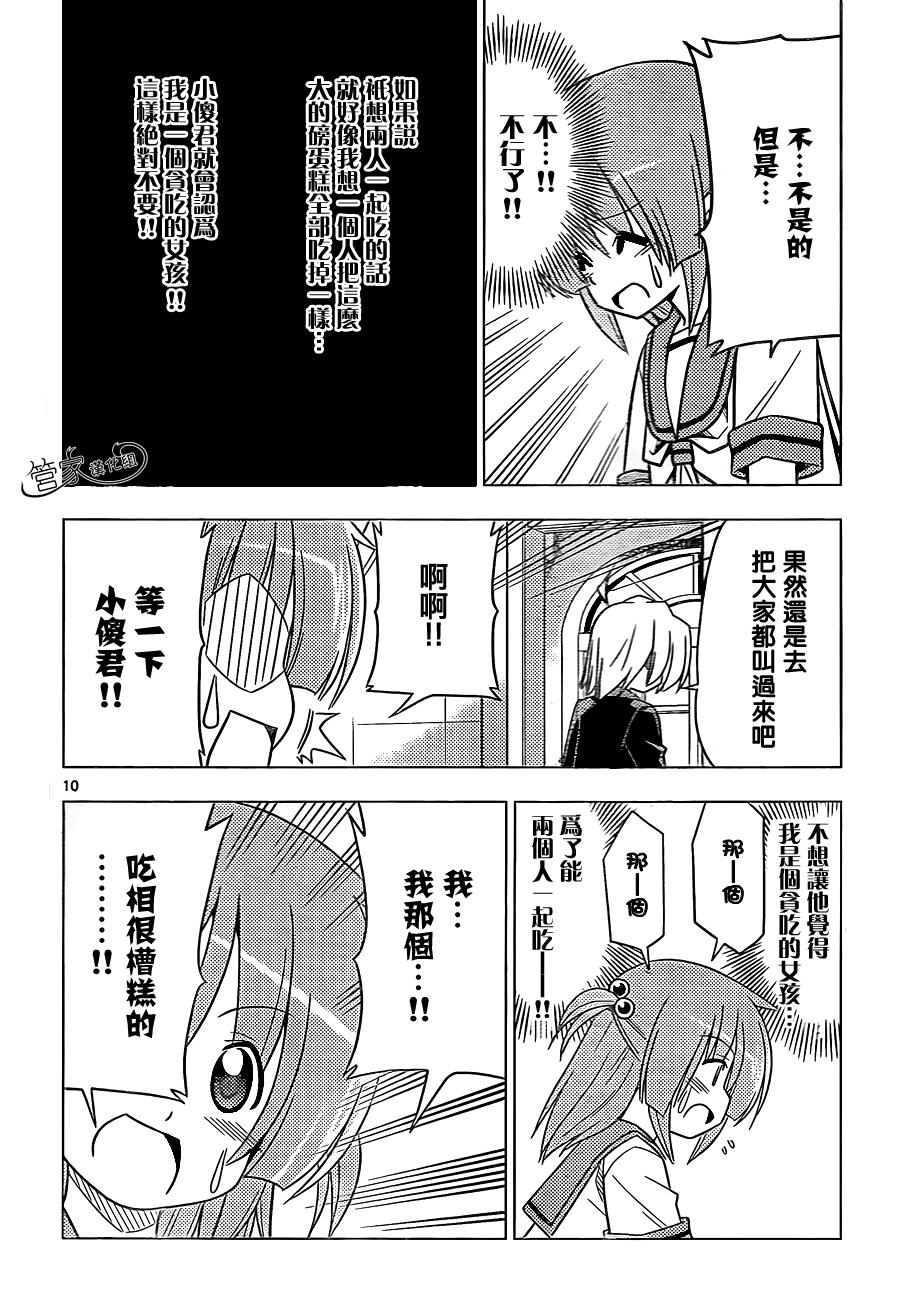 不…不是的
但是…
不…!!
不行了!!
如果説
衹想兩人一起吃的話
就好像我想一個人把這麼
大的磅蛋糕全部吃掉一樣…
小傻君就會認爲
我是一個貪吃的女孩!!
這樣絶對不要!!
管家
漢化組
果然還是去
把大家都叫過來吧
啊啊!!
等一下
小傻君!!
10
不想讓他覺得
我是個貪吃的女孩…
那一個
那一個
爲了能
兩個人一起吃——!!
我…
我那個…!!
吃相很槽糕的
………!!